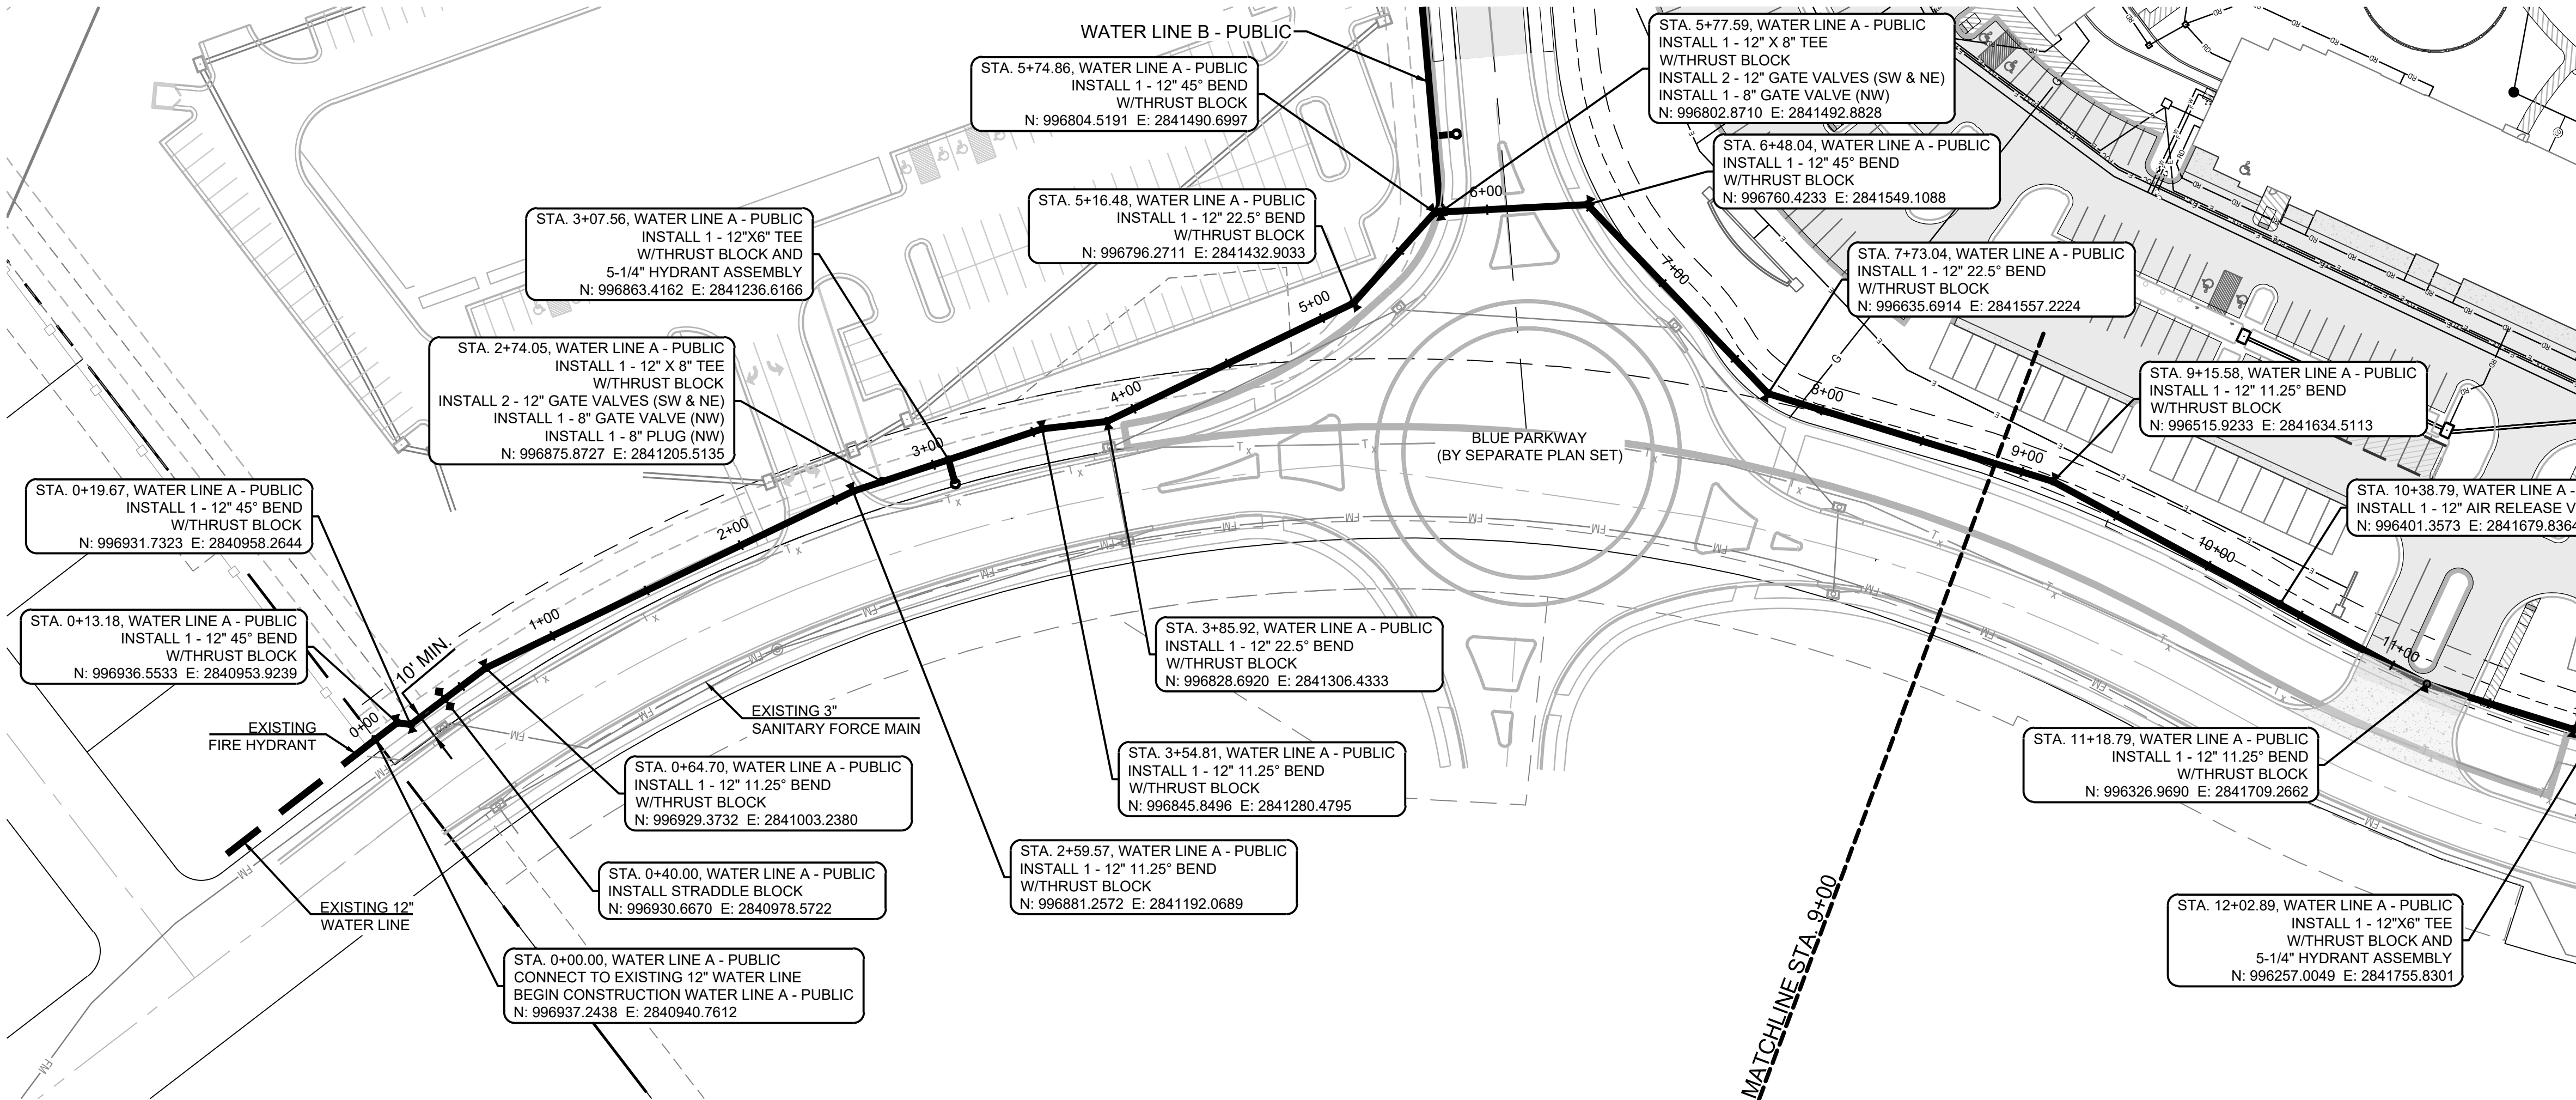 WATER LINE B - PUBLIC
STA. 5+74.86, WATER LINE A - PUBLIC
INSTALL 1 - 12" 45° BEND
W/THRUST BLOCK
N: 996804.5191 E: 2841490.6997
STA. 5+77.59, WATER LINE A - PUBLIC
INSTALL 1 - 12" X 8" TEE
W/THRUST BLOCK
INSTALL 2 - 12" GATE VALVES (SW & NE)
INSTALL 1 - 8" GATE VALVE (NW)
N: 996802.8710 E: 2841492.8828
STA. 6+48.04, WATER LINE A - PUBLIC
INSTALL 1 - 12" 45° BEND
W/THRUST BLOCK
N: 996760.4233 E: 2841549.1088
STA. 5+16.48, WATER LINE A - PUBLIC
INSTALL 1 - 12" 22.5° BEND
W/THRUST BLOCK
N: 996796.2711 E: 2841432.9033
STA. 3+07.56, WATER LINE A - PUBLIC
INSTALL 1 - 12"X6" TEE
W/THRUST BLOCK AND
5-1/4" HYDRANT ASSEMBLY
N: 996863.4162 E: 2841236.6166
STA. 7+73.04, WATER LINE A - PUBLIC
INSTALL 1 - 12" 22.5° BEND
W/THRUST BLOCK
N: 996635.6914 E: 2841557.2224
STA. 2+74.05, WATER LINE A - PUBLIC
INSTALL 1 - 12" X 8" TEE
W/THRUST BLOCK
INSTALL 2 - 12" GATE VALVES (SW & NE)
INSTALL 1 - 8" GATE VALVE (NW)
INSTALL 1 - 8" PLUG (NW)
N: 996875.8727 E: 2841205.5135
STA. 9+15.58, WATER LINE A - PUBLIC
INSTALL 1 - 12" 11.25° BEND
W/THRUST BLOCK
N: 996515.9233 E: 2841634.5113
STA. 0+19.67, WATER LINE A - PUBLIC
INSTALL 1 - 12" 45° BEND
W/THRUST BLOCK
N: 996931.7323 E: 2840958.2644
STA. 10+38.79, WATER LINE A -
INSTALL 1 - 12" AIR RELEASE V
N: 996401.3573 E: 2841679.8364
BLUE PARKWAY
(BY SEPARATE PLAN SET)
0+00
1+00
2+00
3+00
4+00
5+00
6+00
7+00
8+00
9+00
10+00
11+00
STA. 0+13.18, WATER LINE A - PUBLIC
INSTALL 1 - 12" 45° BEND
W/THRUST BLOCK
N: 996936.5533 E: 2840953.9239
10' MIN.
STA. 3+85.92, WATER LINE A - PUBLIC
INSTALL 1 - 12" 22.5° BEND
W/THRUST BLOCK
N: 996828.6920 E: 2841306.4333
EXISTING
FIRE HYDRANT
EXISTING 3"
SANITARY FORCE MAIN
STA. 3+54.81, WATER LINE A - PUBLIC
INSTALL 1 - 12" 11.25° BEND
W/THRUST BLOCK
N: 996845.8496 E: 2841280.4795
STA. 11+18.79, WATER LINE A - PUBLIC
INSTALL 1 - 12" 11.25° BEND
W/THRUST BLOCK
N: 996326.9690 E: 2841709.2662
STA. 0+64.70, WATER LINE A - PUBLIC
INSTALL 1 - 12" 11.25° BEND
W/THRUST BLOCK
N: 996929.3732 E: 2841003.2380
STA. 2+59.57, WATER LINE A - PUBLIC
INSTALL 1 - 12" 11.25° BEND
W/THRUST BLOCK
N: 996881.2572 E: 2841192.0689
STA. 0+40.00, WATER LINE A - PUBLIC
INSTALL STRADDLE BLOCK
N: 996930.6670 E: 2840978.5722
EXISTING 12"
WATER LINE
STA. 12+02.89, WATER LINE A - PUBLIC
INSTALL 1 - 12"X6" TEE
W/THRUST BLOCK AND
5-1/4" HYDRANT ASSEMBLY
N: 996257.0049 E: 2841755.8301
STA. 0+00.00, WATER LINE A - PUBLIC
CONNECT TO EXISTING 12" WATER LINE
BEGIN CONSTRUCTION WATER LINE A - PUBLIC
N: 996937.2438 E: 2840940.7612
MATCHLINE STA. 9+00